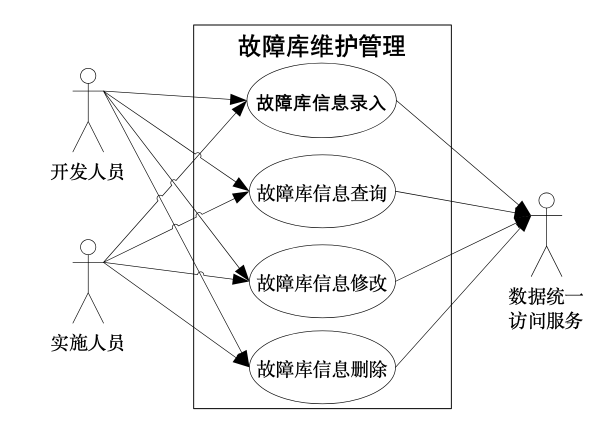 故障库维护管理
故障库信息录入
开发人员
故障库信息查询
故障库信息修改
数据统一
访问服务
实施人员
故障库信息删除